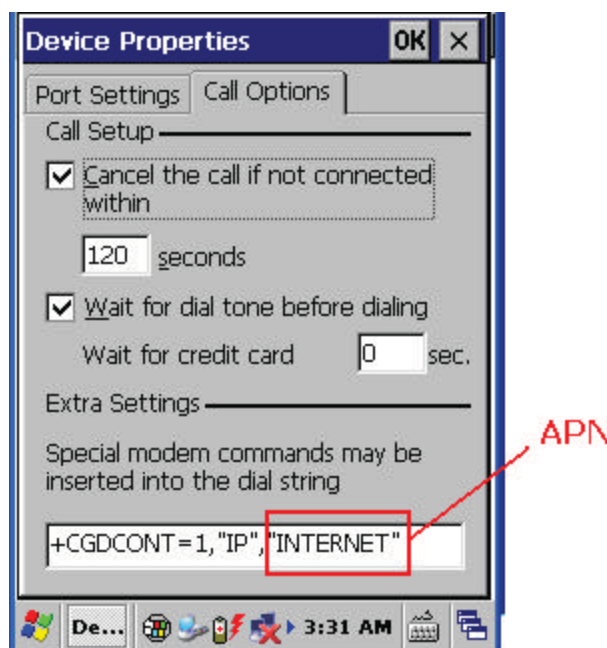 Device Properties OK ×
Port Settings Call Options
Call Setup
Cancel the call if not connected
within
120 seconds
Wait for dial tone before dialing
Wait for credit card 0 sec.
Extra Settings
APN
Special modem commands may be
inserted into the dial string
+CGDCONT=1,"IP","INTERNET"
De... 3:31 AM